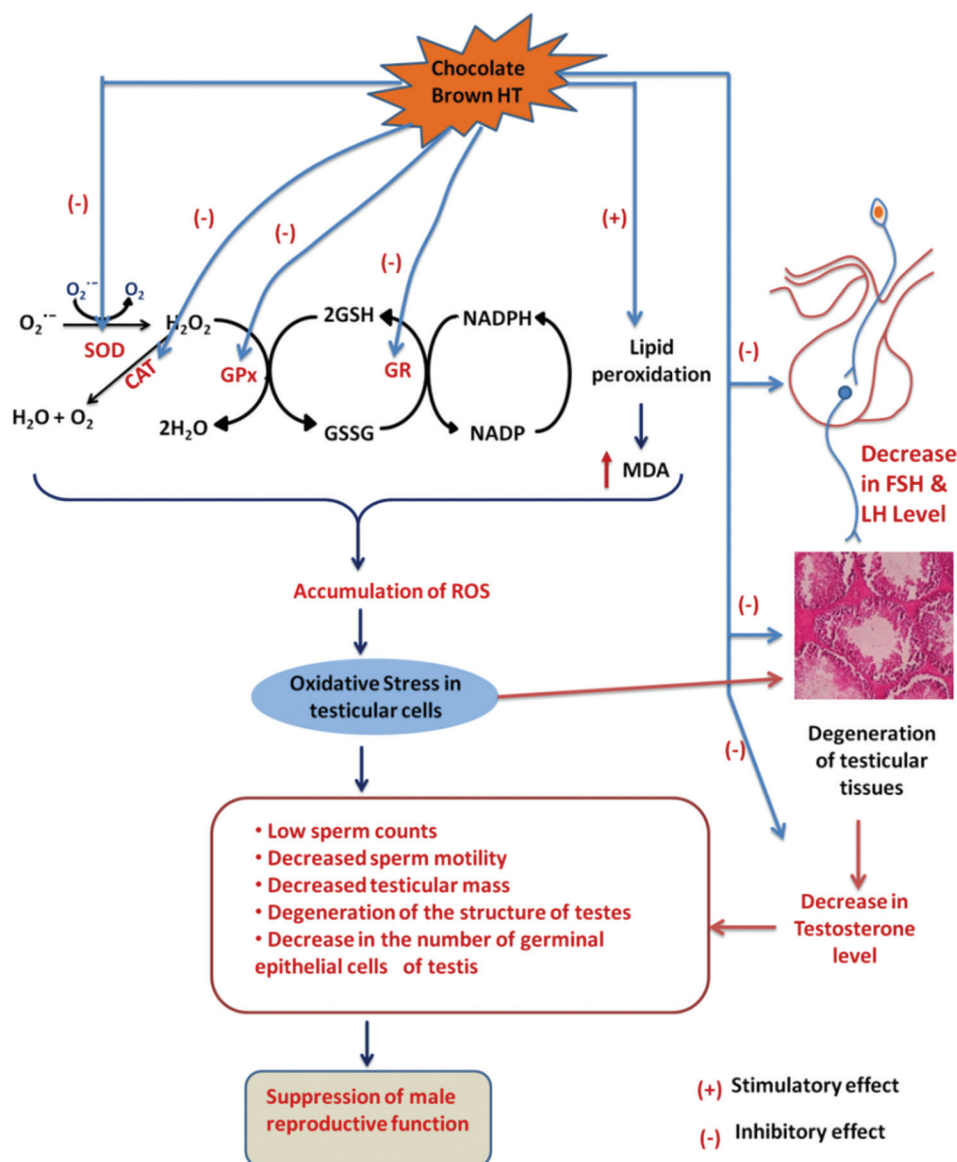 Chocolate
Brown HT
(-)
(-)
(-)
(-)
(+)
(-)
O₂˙⁻
O₂
O₂˙⁻
H₂O₂
2GSH
NADPH
SOD
CAT
GPx
GR
Lipid
peroxidation
H₂O + O₂
2H₂O
GSSG
NADP
MDA
Decrease
in FSH &
LH Level
Accumulation of ROS
(-)
Oxidative Stress in
testicular cells
(-)
Degeneration
of testicular
tissues
• Low sperm counts
• Decreased sperm motility
• Decreased testicular mass
• Degeneration of the structure of testes
• Decrease in the number of germinal
epithelial cells of testis
Decrease in
Testosterone
level
Suppression of male
reproductive function
(+) Stimulatory effect
(-) Inhibitory effect